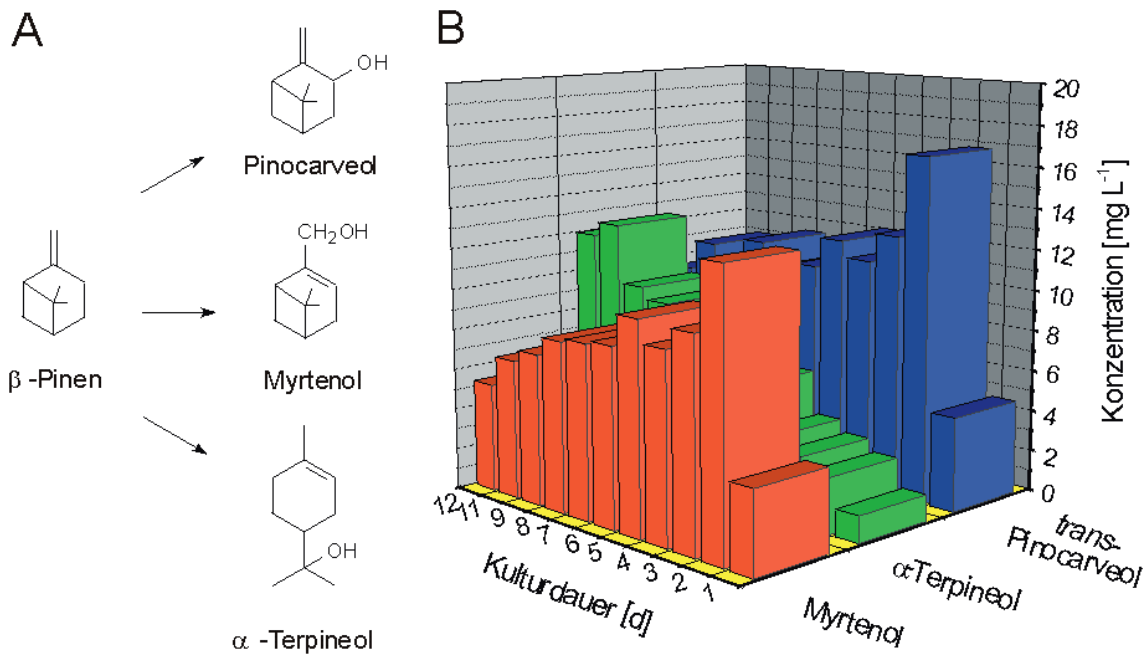 A
OH
Pinocarveol
CH2OH
β -Pinen
Myrtenol
OH
α -Terpineol
B
20
18
16
14
12
10
8
6
4
2
0
Konzentration [mg L-1]
12
11
9
8
7
6
5
4
3
2
1
Kulturdauer [d]
Myrtenol
α-Terpineol
trans-
Pinocarveol